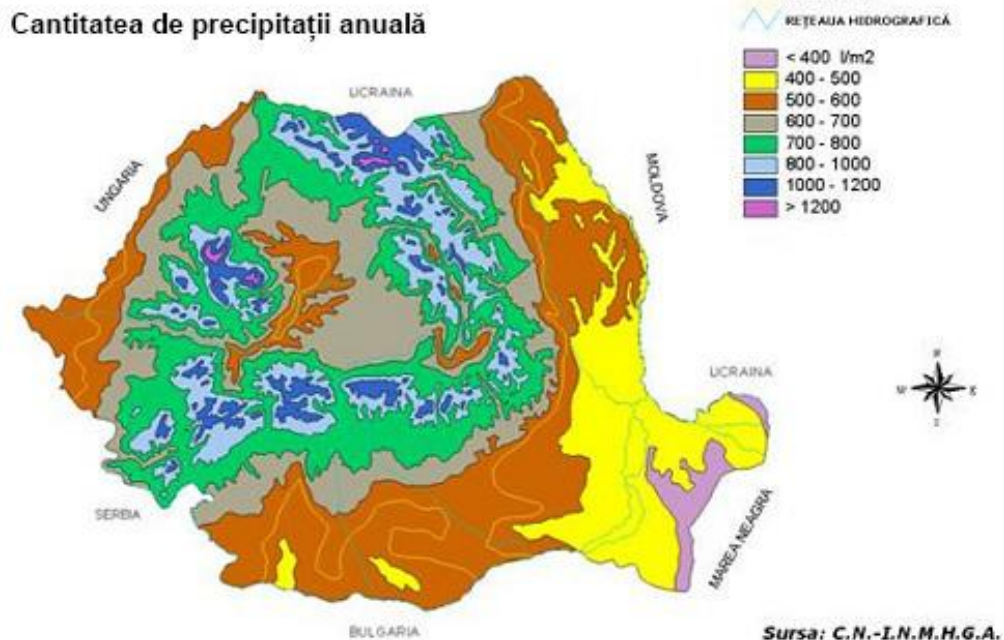 Cantitatea de precipitații anuală
REȚEAUA HIDROGRAFICĂ
< 400 l/m2
400 - 500
500 - 600
600 - 700
700 - 800
800 - 1000
1000 - 1200
> 1200
UCRAINA
UNGARIA
MOLDOVA
UCRAINA
N
W
E
SERBIA
MAREA NEAGRA
BULGARIA
Sursa: C.N.-I.N.M.H.G.A.